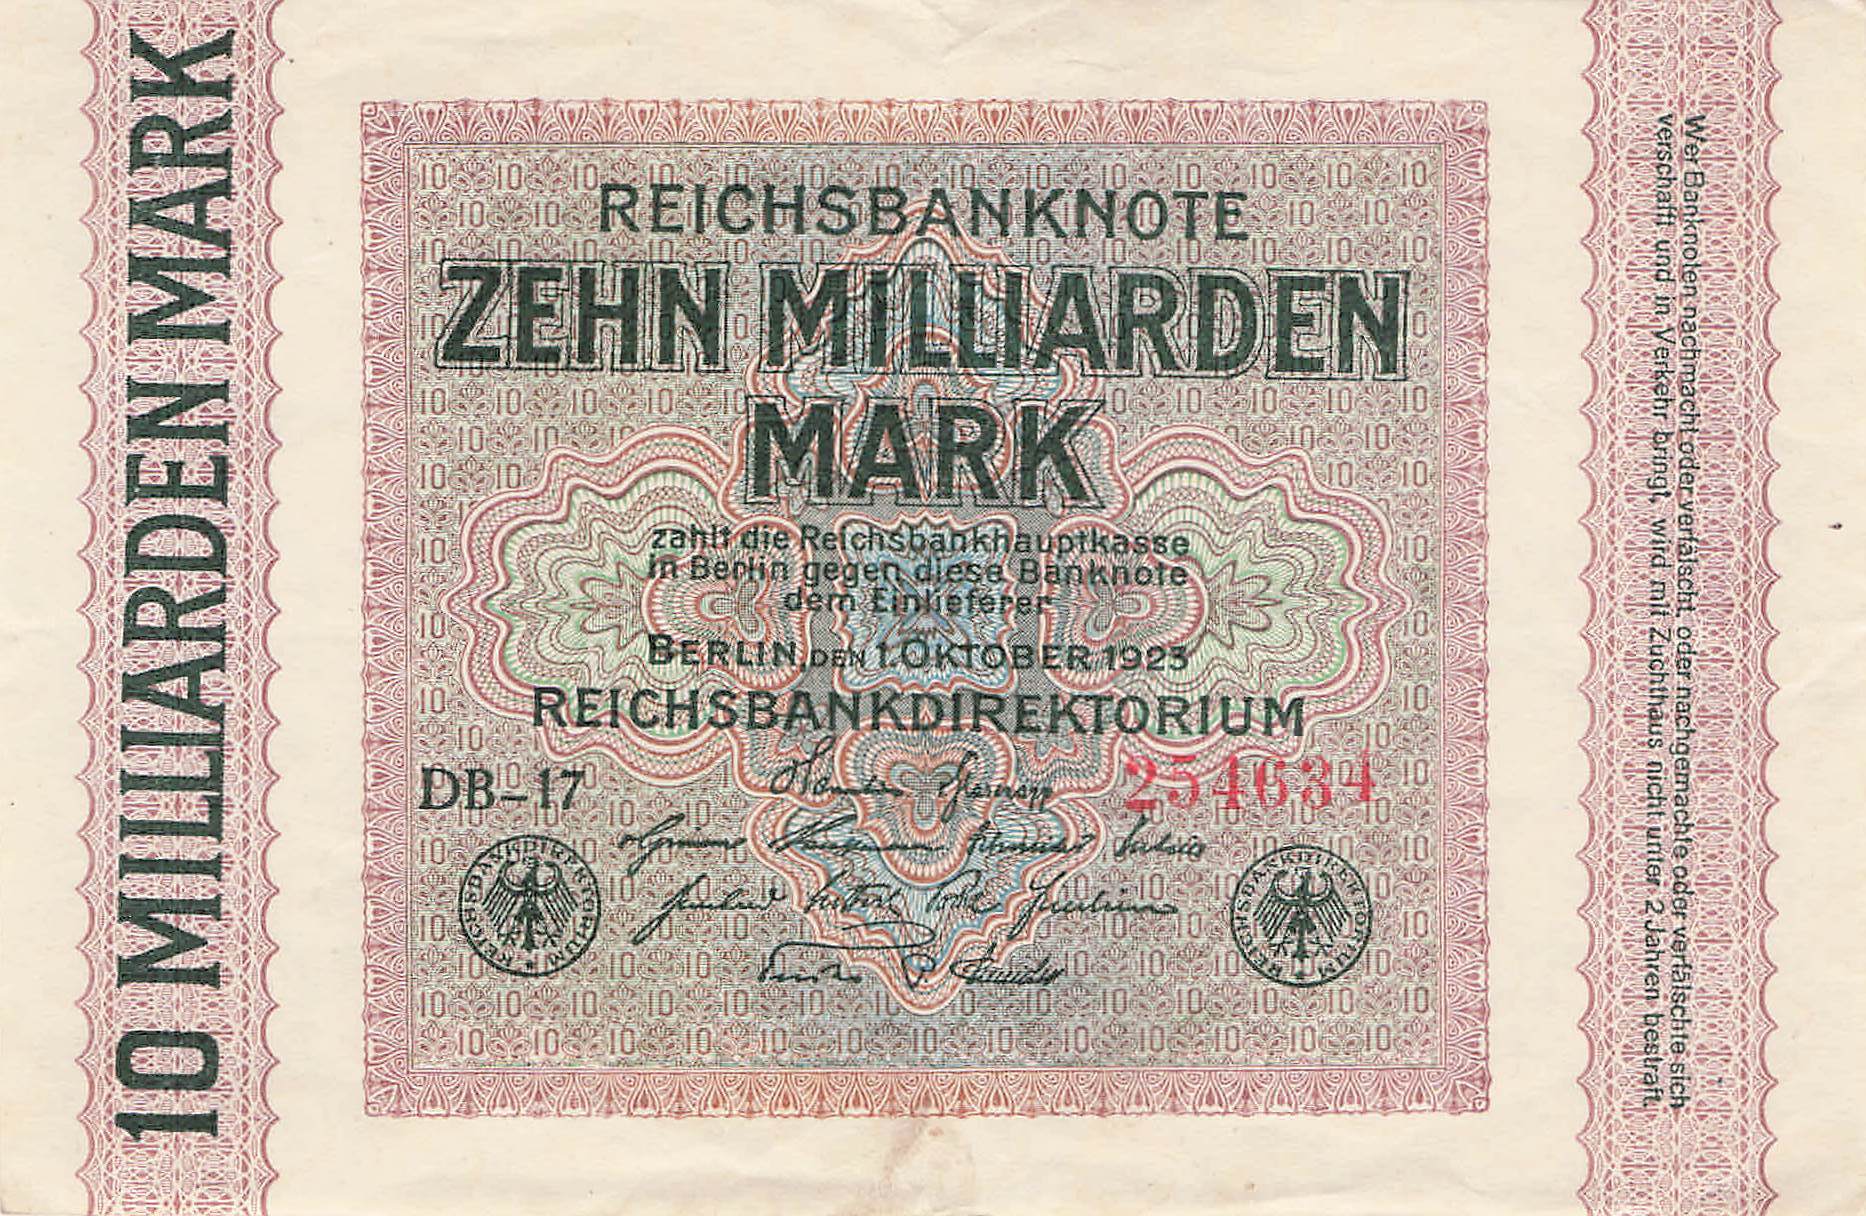 10 MILLIARDEN MARK
REICHSBANKNOTE
ZEHN MILLIARDEN
MARK
zahlt die Reichsbankhauptkasse
in Berlin gegen diese Banknote
dem Einlieferer
BERLIN, DEN 1. OKTOBER 1923
REICHSBANKDIREKTORIUM
DB-17
254634
REICHSBANKDIREKTORIUM
REICHSBANKDIREKTORIUM
Wer Banknoten nachmacht oder verfälscht, oder nachgemachte oder verfälschte sich
verschafft und in Verkehr bringt, wird mit Zuchthaus nicht unter 2 Jahren bestraft.